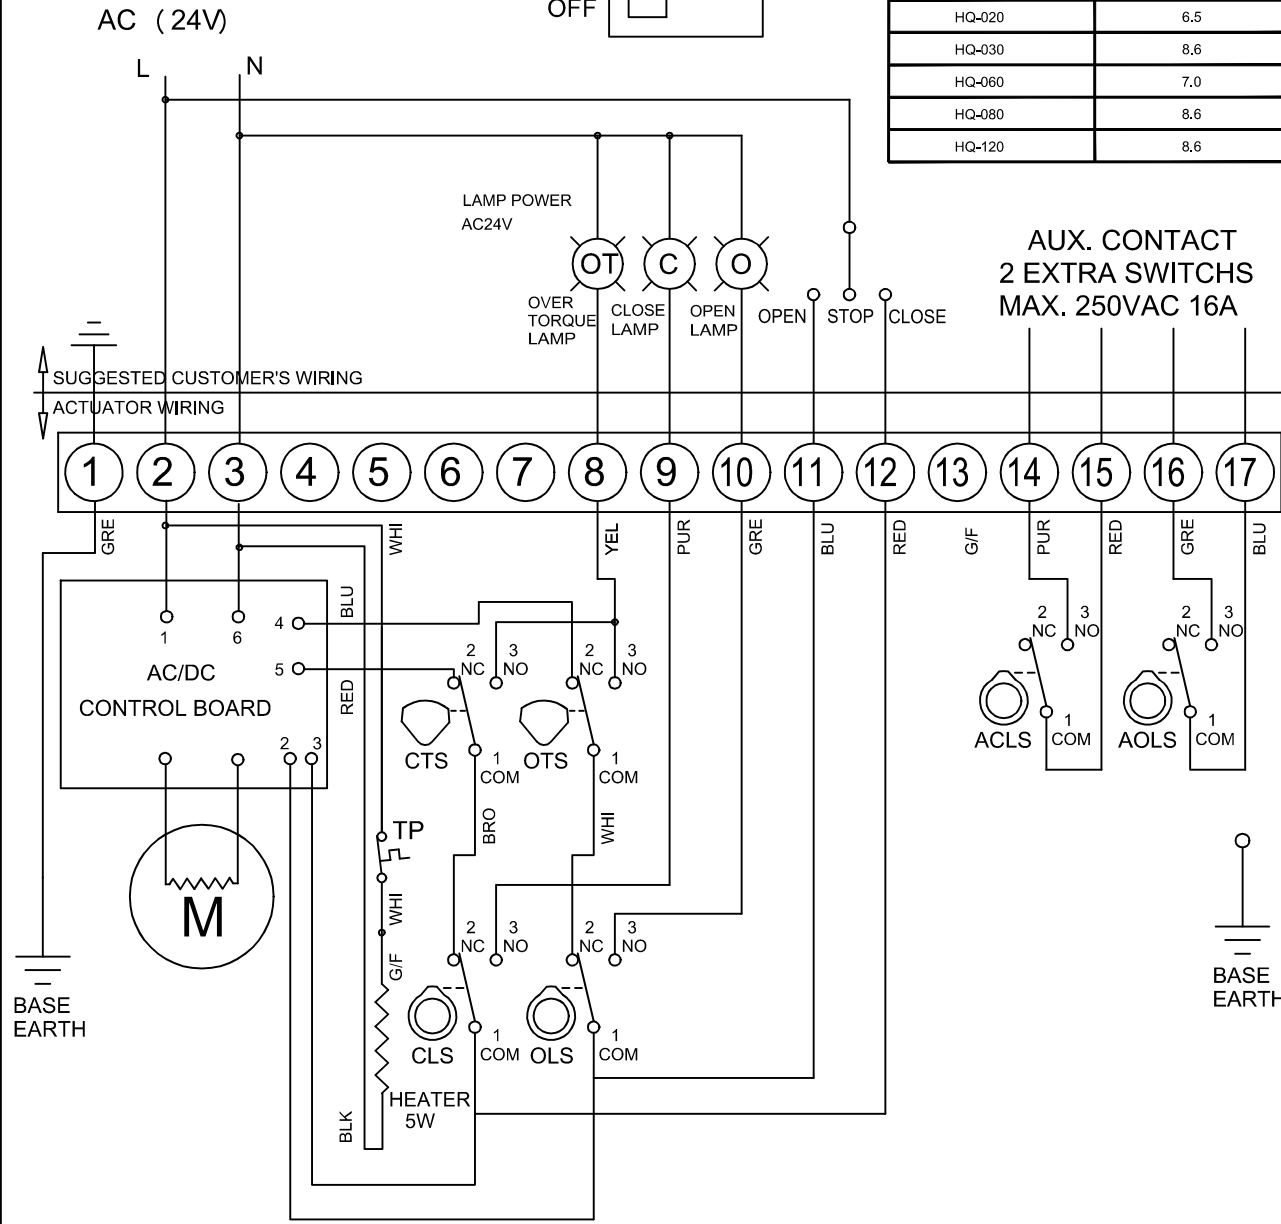 AC (24V)
OFF
HQ-020 6.5
HQ-030 8.6
HQ-060 7.0
HQ-080 8.6
HQ-120 8.6
L N
LAMP POWER
AC24V
OT C O
OVER
TORQUE
LAMP
CLOSE
LAMP
OPEN
LAMP
OPEN STOP CLOSE
AUX. CONTACT
2 EXTRA SWITCHS
MAX. 250VAC 16A
SUGGESTED CUSTOMER'S WIRING
ACTUATOR WIRING
1 2 3 4 5 6 7 8 9 10 11 12 13 14 15 16 17
GRE WHI YEL PUR GRE BLU RED G/F PUR RED GRE BLU
1 6 4 BLU
5 RED
AC/DC
CONTROL BOARD
2 3
2 NC 3 NO
CTS
1 COM
2 NC 3 NO
OTS
1 COM
2 NC 3 NO
ACLS
1 COM
2 NC 3 NO
AOLS
1 COM
TP
BRO WHI
M
WHI
G/F
2 NC 3 NO
CLS
1 COM
2 NC 3 NO
OLS
1 COM
HEATER
5W
BLK
BASE
EARTH
BASE
EARTH